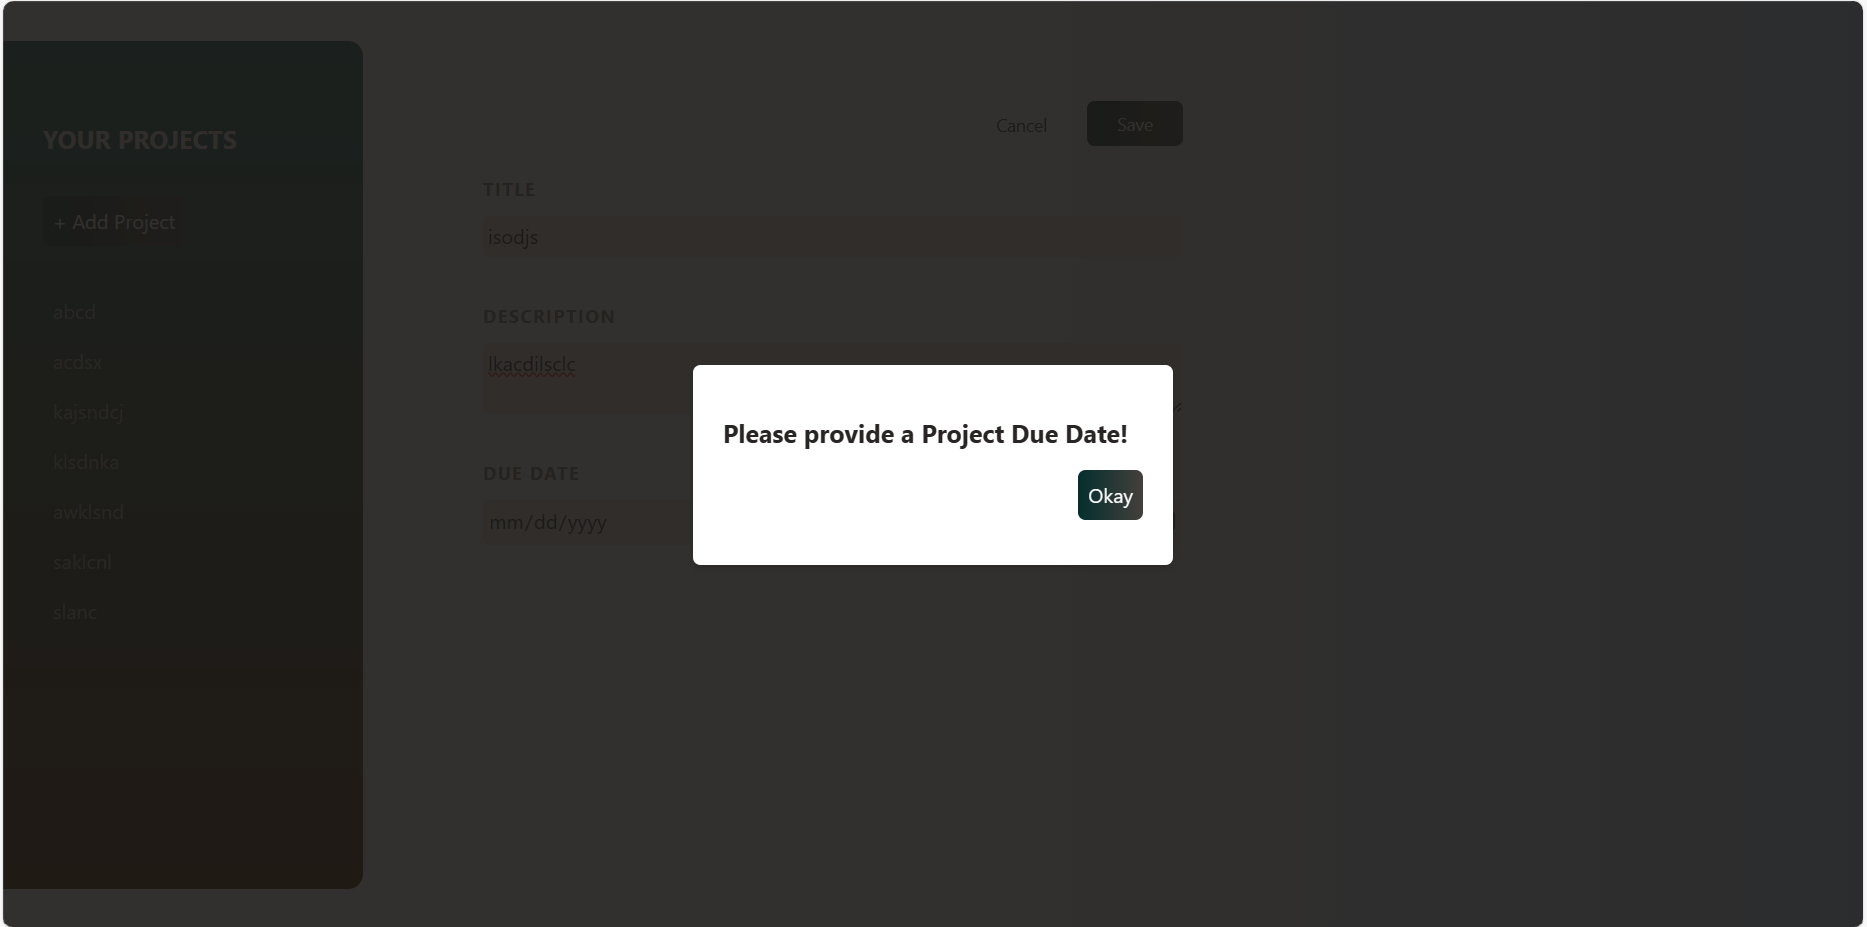 YOUR PROJECTS
+ Add Project
abcd
acdsx
kajsndcj
klsdnka
awklsnd
saklcnl
slanc
Cancel
Save
TITLE
isodjs
DESCRIPTION
lkacdilsclc
DUE DATE
mm/dd/yyyy
Please provide a Project Due Date!
Okay